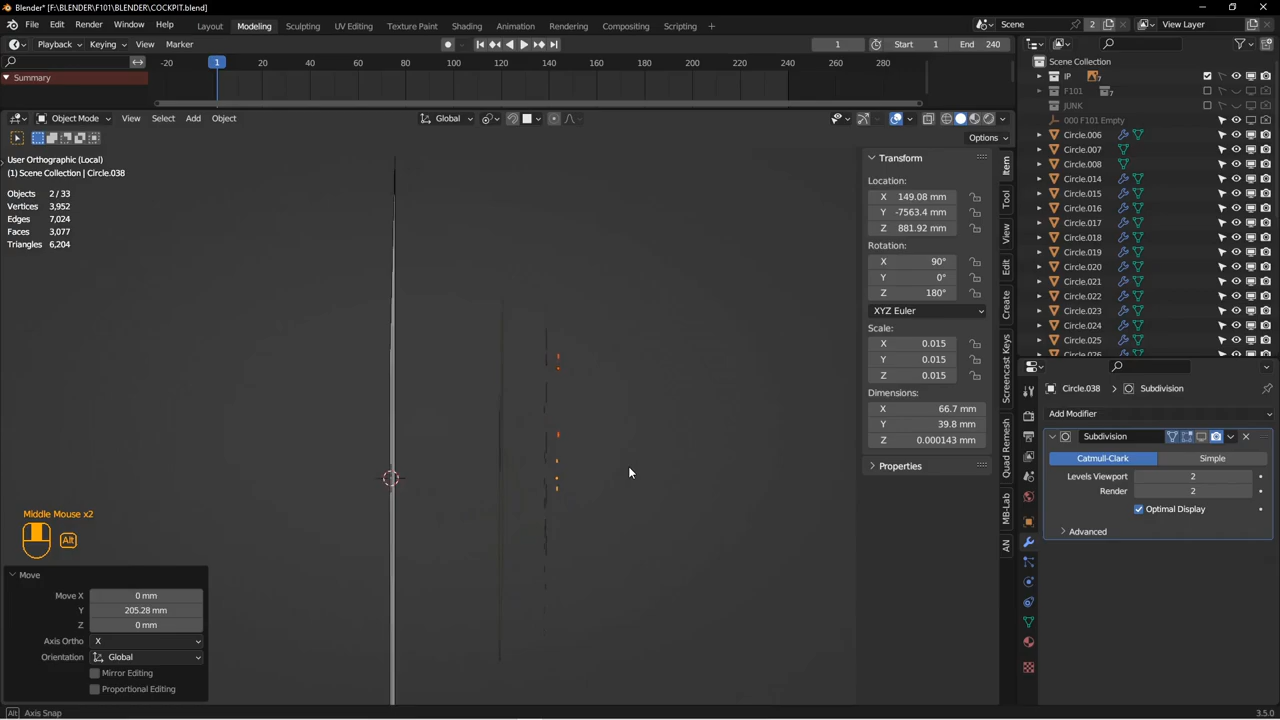 Blender* [F:\BLENDER\F101\BLENDER\COCKPIT.blend]
File Edit Render Window Help Layout Modeling Sculpting UV Editing Texture Paint Shading Animation Rendering Compositing Scripting Scene 2 View Layer
Playback Keying View Marker 1 Start 1 End 240
-20 1 20 40 60 80 100 120 140 160 180 200 220 240 260 280
Summary
Scene Collection
IP 7
F101 7
JUNK
000 F101 Empty
Circle.006
Circle.007
Circle.008
Circle.014
Circle.015
Circle.016
Circle.017
Circle.018
Circle.019
Circle.020
Circle.021
Circle.022
Circle.023
Circle.024
Circle.025
Circle.026
Object Mode View Select Add Object Global
Options
User Orthographic (Local)
(1) Scene Collection | Circle.038
Objects 2 / 33
Vertices 3,952
Edges 7,024
Faces 3,077
Triangles 6,204
Transform
Location:
X 149.08 mm
Y -7563.4 mm
Z 881.92 mm
Rotation:
X 90°
Y 0°
Z 180°
XYZ Euler
Scale:
X 0.015
Y 0.015
Z 0.015
Dimensions:
X 66.7 mm
Y 39.8 mm
Z 0.000143 mm
Properties
Item
Tool
View
Edit
Create
Screencast Keys
Quad Remesh
MB-Lab
AN
Circle.038 Subdivision
Add Modifier
Subdivision
Catmull-Clark Simple
Levels Viewport 2
Render 2
Optimal Display
Advanced
Middle Mouse x2
Alt
Move
Move X 0 mm
Y 205.28 mm
Z 0 mm
Axis Ortho X
Orientation Global
Mirror Editing
Proportional Editing
Alt Axis Snap 3.5.0